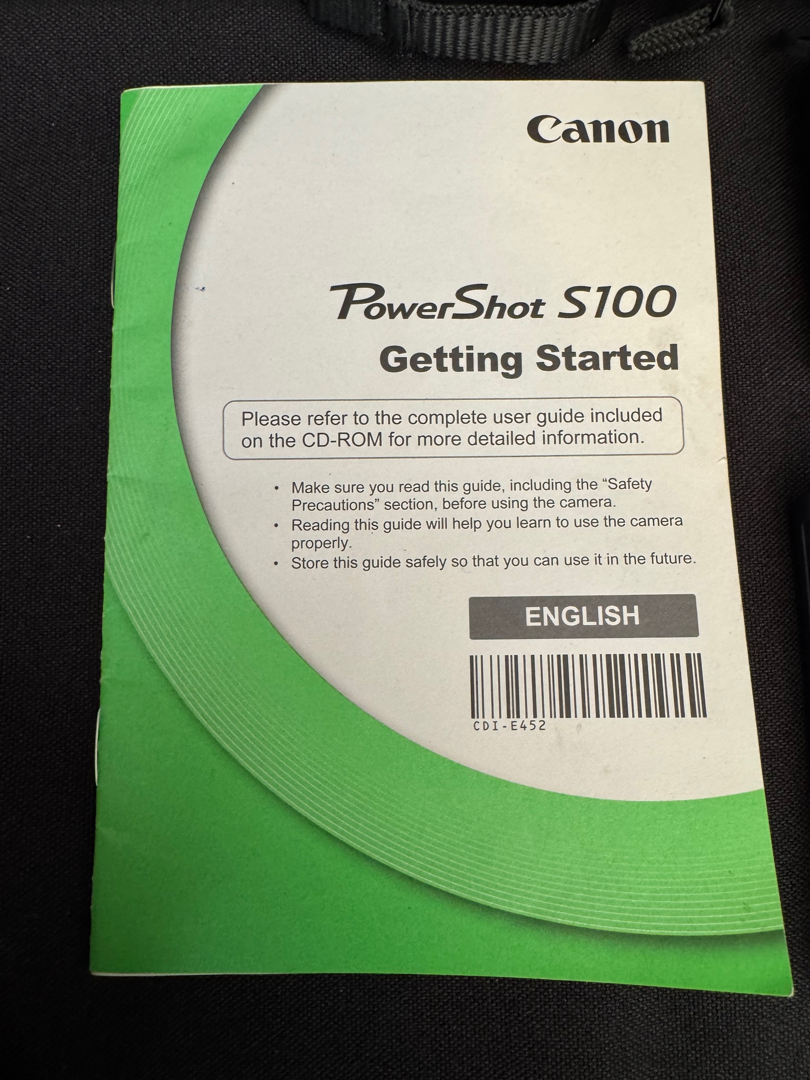 Canon
PowerShot S100
Getting Started
Please refer to the complete user guide included
on the CD-ROM for more detailed information.
• Make sure you read this guide, including the “Safety
Precautions” section, before using the camera.
• Reading this guide will help you learn to use the camera
properly.
• Store this guide safely so that you can use it in the future.
ENGLISH
CDI-E452